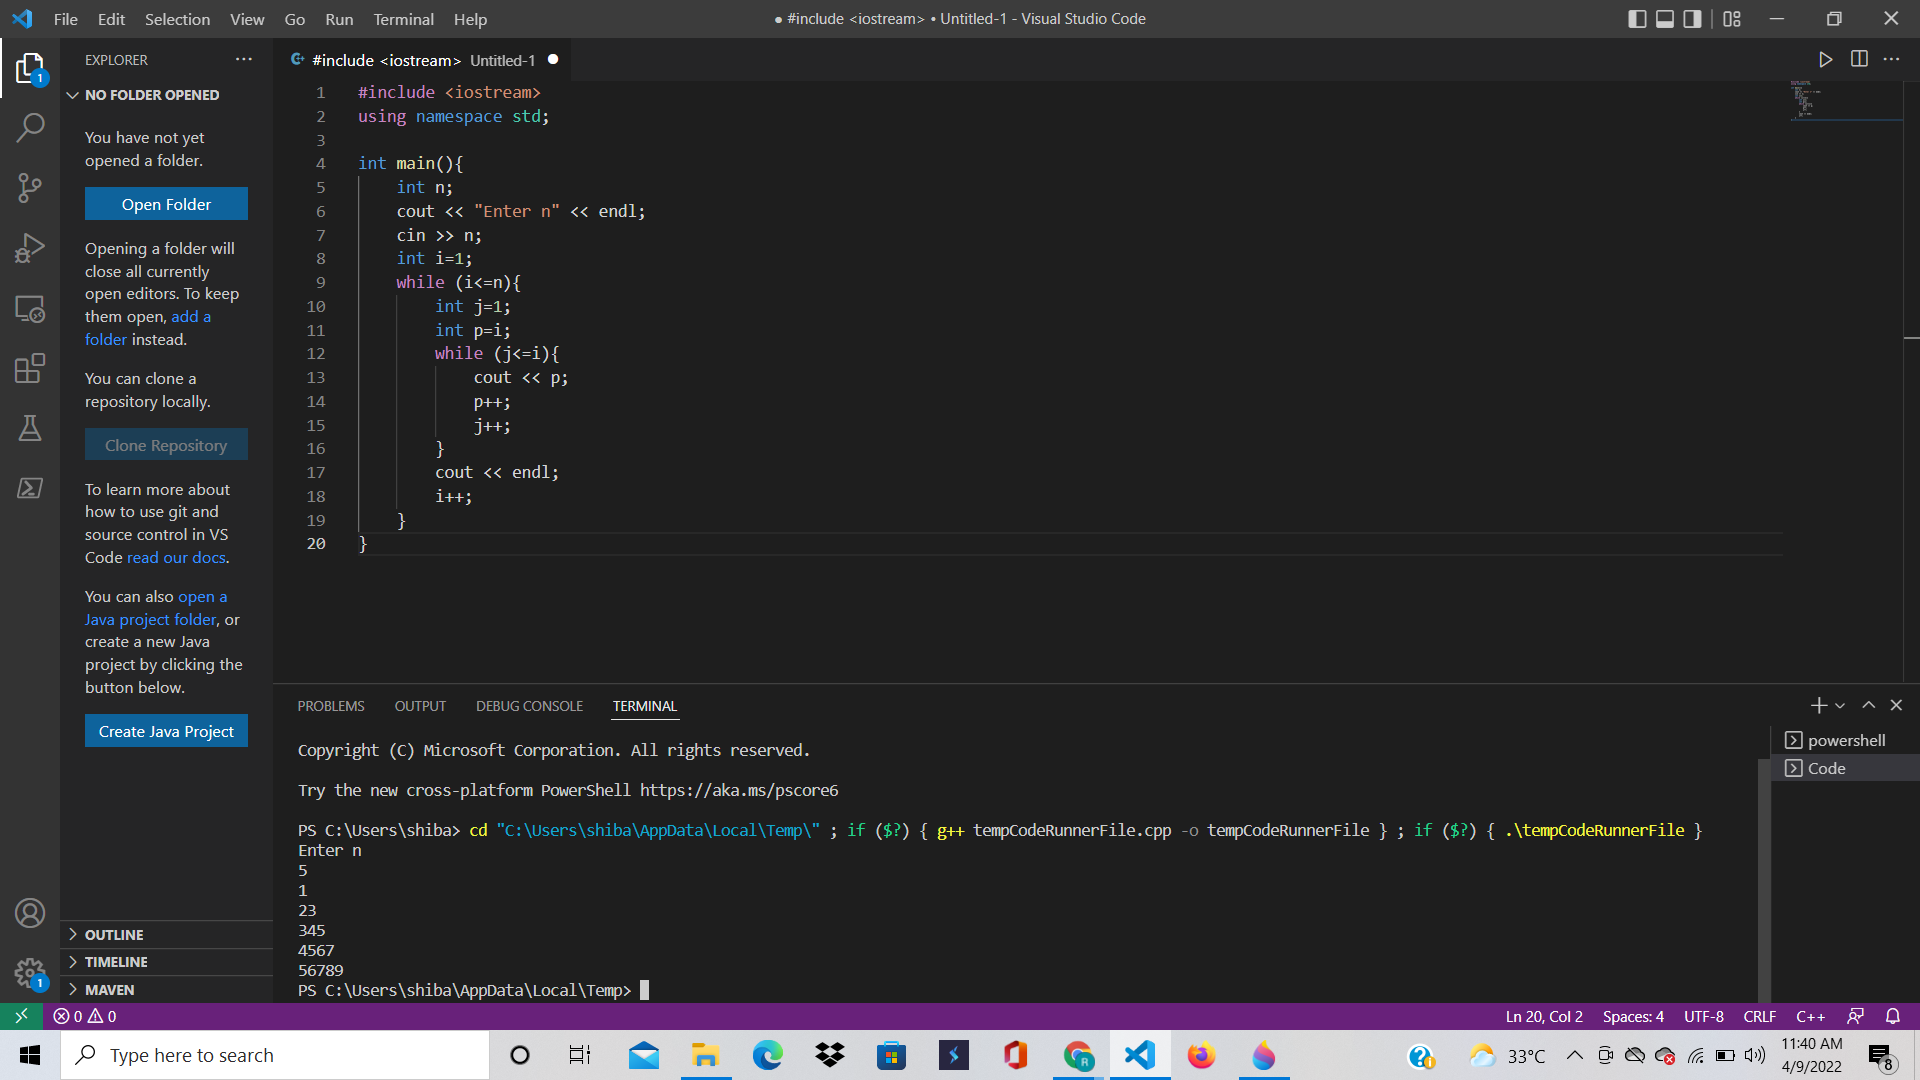 File Edit Selection View Go Run Terminal Help
● #include <iostream> • Untitled-1 - Visual Studio Code
EXPLORER
NO FOLDER OPENED
You have not yet
opened a folder.
Open Folder
Opening a folder will
close all currently
open editors. To keep
them open, add a
folder instead.
You can clone a
repository locally.
Clone Repository
To learn more about
how to use git and
source control in VS
Code read our docs.
You can also open a
Java project folder, or
create a new Java
project by clicking the
button below.
Create Java Project
OUTLINE
TIMELINE
MAVEN
1
1
#include <iostream> Untitled-1
1 #include <iostream>
2 using namespace std;
3
4 int main(){
5     int n;
6     cout << "Enter n" << endl;
7     cin >> n;
8     int i=1;
9     while (i<=n){
10         int j=1;
11         int p=i;
12         while (j<=i){
13             cout << p;
14             p++;
15             j++;
16         }
17         cout << endl;
18         i++;
19     }
20 }
PROBLEMS OUTPUT DEBUG CONSOLE TERMINAL
Copyright (C) Microsoft Corporation. All rights reserved.
Try the new cross-platform PowerShell https://aka.ms/pscore6
PS C:\Users\shiba> cd "C:\Users\shiba\AppData\Local\Temp\" ; if ($?) { g++ tempCodeRunnerFile.cpp -o tempCodeRunnerFile } ; if ($?) { .\tempCodeRunnerFile }
Enter n
5
1
23
345
4567
56789
PS C:\Users\shiba\AppData\Local\Temp>
powershell
Code
0 0
Ln 20, Col 2 Spaces: 4 UTF-8 CRLF C++
Type here to search
33°C
11:40 AM
4/9/2022
8